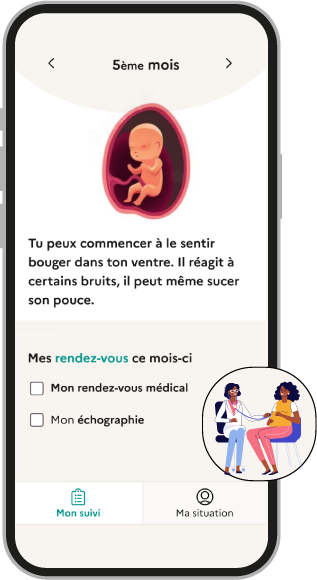 5ème mois
Tu peux commencer à le sentir
bouger dans ton ventre. Il réagit à
certains bruits, il peut même sucer
son pouce.
Mes rendez-vous ce mois-ci
Mon rendez-vous médical
Mon échographie
Mon suivi
Ma situation